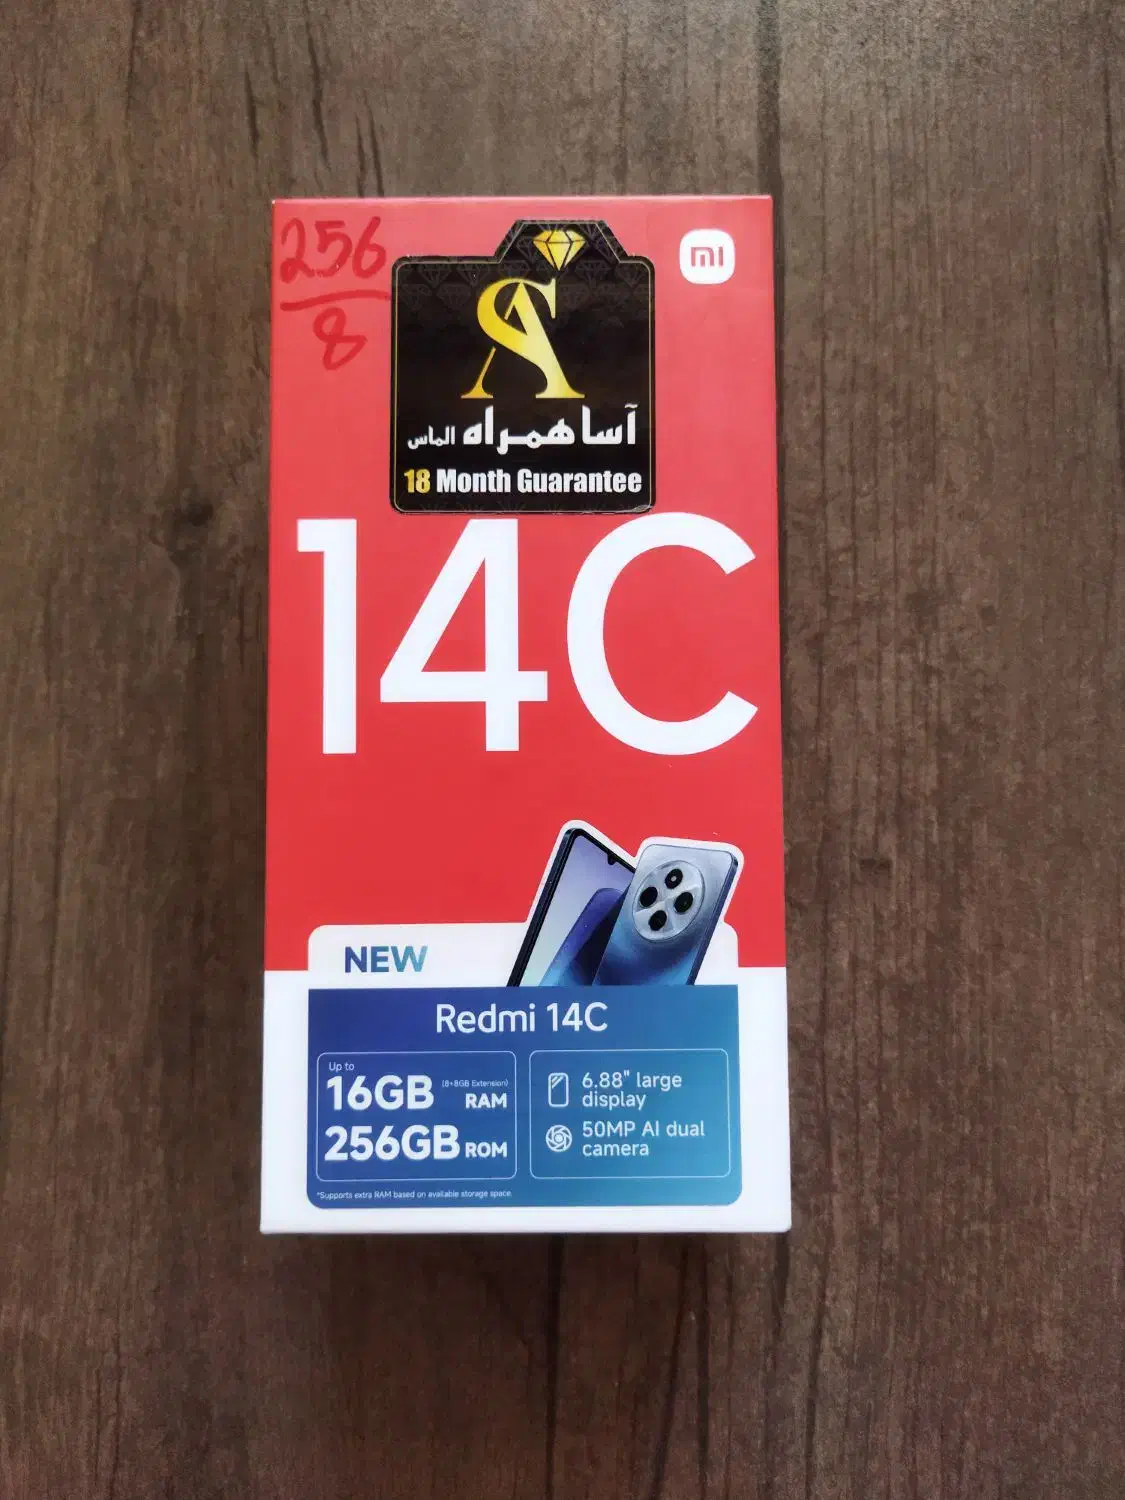 256
8
mi
SA
آسا همراه الماس
18 Month Guarantee
14C
NEW
Redmi 14C
Up to
16GB (8+8GB Extension) RAM
256GB ROM
6.88" large
display
50MP AI dual
camera
*Supports extra RAM based on available storage space.